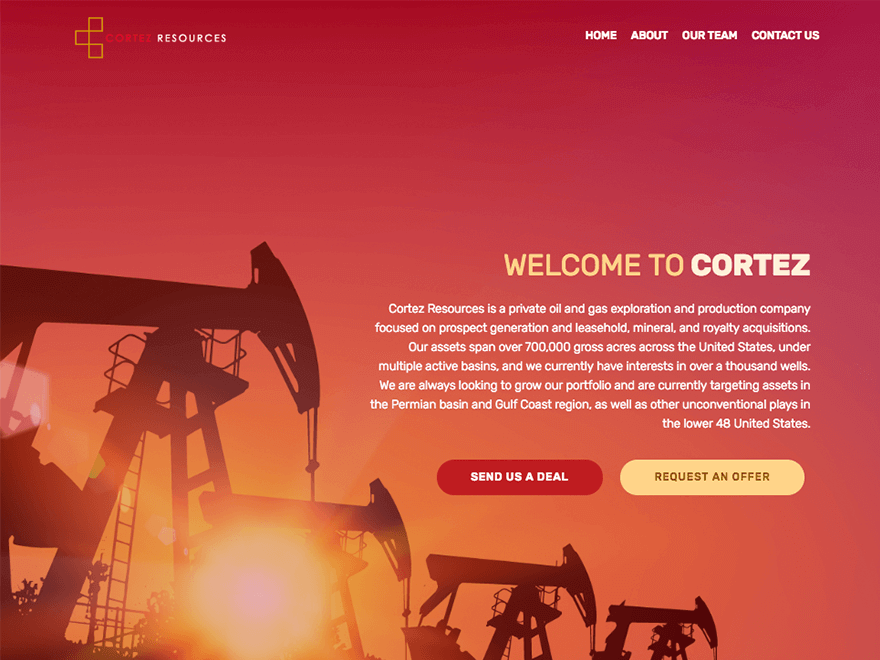 CORTEZ RESOURCES
HOME ABOUT OUR TEAM CONTACT US
WELCOME TO CORTEZ
Cortez Resources is a private oil and gas exploration and production company
focused on prospect generation and leasehold, mineral, and royalty acquisitions.
Our assets span over 700,000 gross acres across the United States, under
multiple active basins, and we currently have interests in over a thousand wells.
We are always looking to grow our portfolio and are currently targeting assets in
the Permian basin and Gulf Coast region, as well as other unconventional plays in
the lower 48 United States.
SEND US A DEAL REQUEST AN OFFER